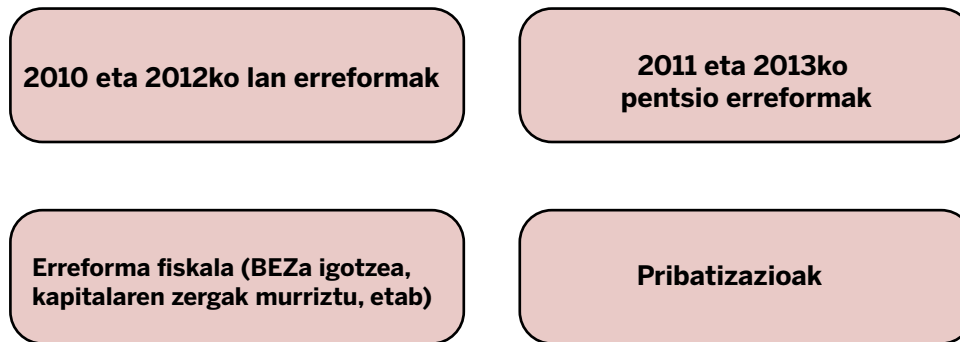 2010 eta 2012ko lan erreformak
2011 eta 2013ko
pentsio erreformak
Erreforma fiskala (BEZa igotzea,
kapitalaren zergak murriztu, etab)
Pribatizazioak